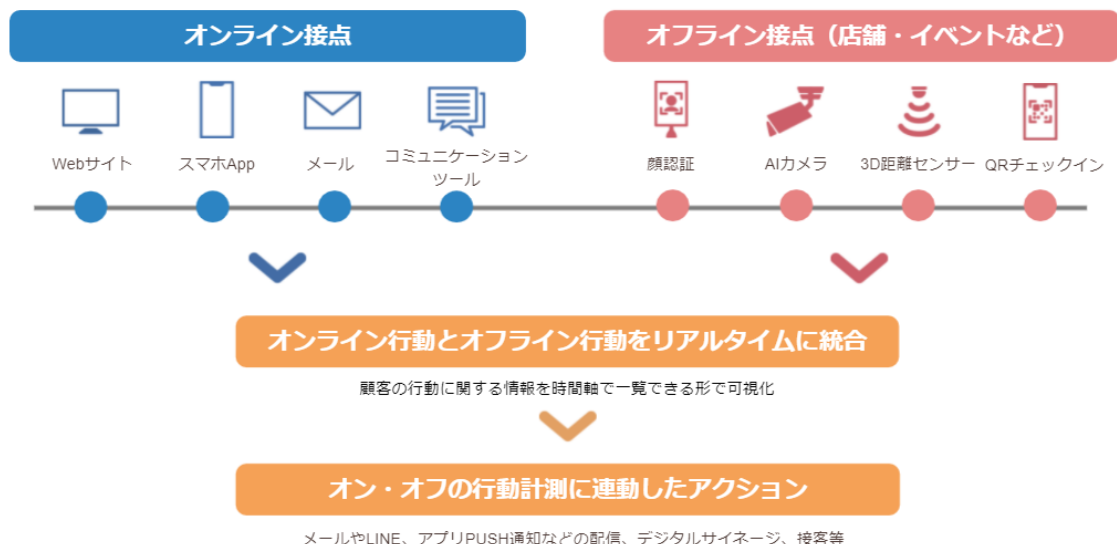 オンライン接点
オフライン接点（店舗・イベントなど）
Webサイト
スマホApp
メール
コミュニケーション
ツール
顔認証
AIカメラ
3D距離センサー
QRチェックイン
オンライン行動とオフライン行動をリアルタイムに統合
顧客の行動に関する情報を時間軸で一覧できる形で可視化
オン・オフの行動計測に連動したアクション
メールやLINE、アプリPUSH通知などの配信、デジタルサイネージ、接客等